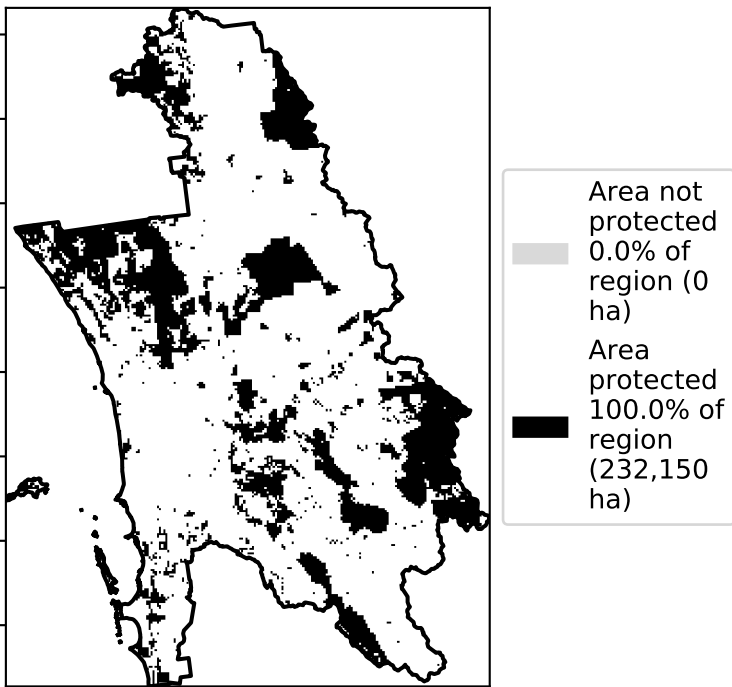 Area not
protected
0.0% of
region (0
ha)
Area
protected
100.0% of
region
(232,150
ha)